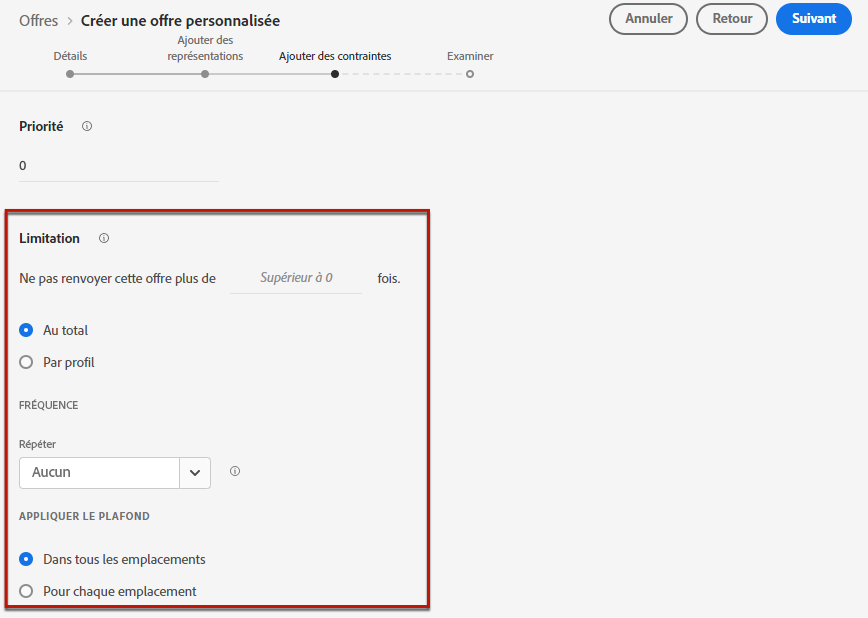 Offres > Créer une offre personnalisée
Annuler
Retour
Suivant
Détails
Ajouter des
représentations
Ajouter des contraintes
Examiner
Priorité
0
Limitation
Ne pas renvoyer cette offre plus de Supérieur à 0 fois.
Au total
Par profil
FRÉQUENCE
Répéter
Aucun
APPLIQUER LE PLAFOND
Dans tous les emplacements
Pour chaque emplacement